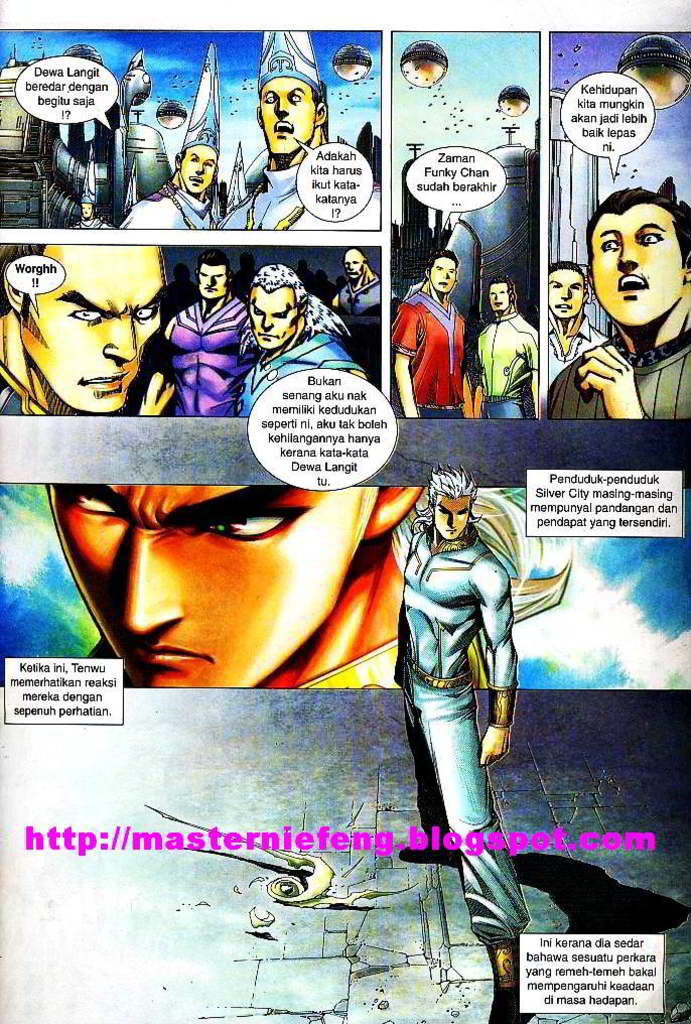 Dewa Langit
beredar dengan
begitu saja
!?
Adakah
kita harus
ikut kata-
katanya
!?
Zaman
Funky Chan
sudah berakhir
...
Kehidupan
kita mungkin
akan jadi lebih
baik lepas
ni.
Worghh
!!
Bukan
senang aku nak
memiliki kedudukan
seperti ni, aku tak boleh
kehilangannya hanya
kerana kata-kata
Dewa Langit
tu.
Penduduk-penduduk
Silver City masing-masing
mempunyai pandangan dan
pendapat yang tersendiri.
Ketika ini, Tenwu
memerhatikan reaksi
mereka dengan
sepenuh perhatian.
http://masterniefeng.blogspot.com
Ini kerana dia sedar
bahawa sesuatu perkara
yang remeh-temeh bakal
mempengaruhi keadaan
di masa hadapan.